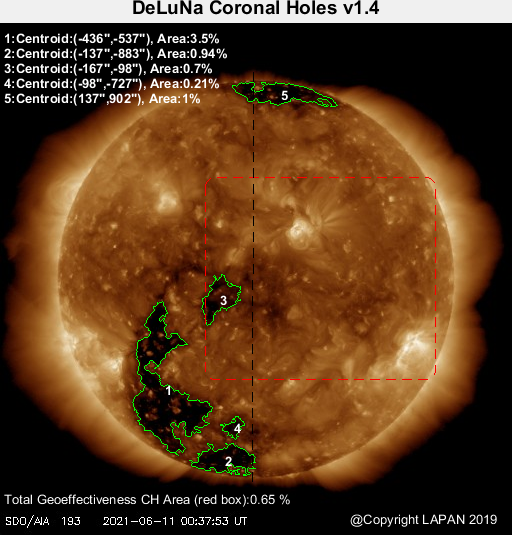 DeLuNa Coronal Holes v1.4
1:Centroid:(-436",-537"), Area:3.5%
2:Centroid:(-137",-883"), Area:0.94%
3:Centroid:(-167",-98"), Area:0.7%
4:Centroid:(-98",-727"), Area:0.21%
5:Centroid:(137",902"), Area:1%
5
3
1
4
2
Total Geoeffectiveness CH Area (red box):0.65 %
SDO/AIA 193 2021-06-11 00:37:53 UT @Copyright LAPAN 2019